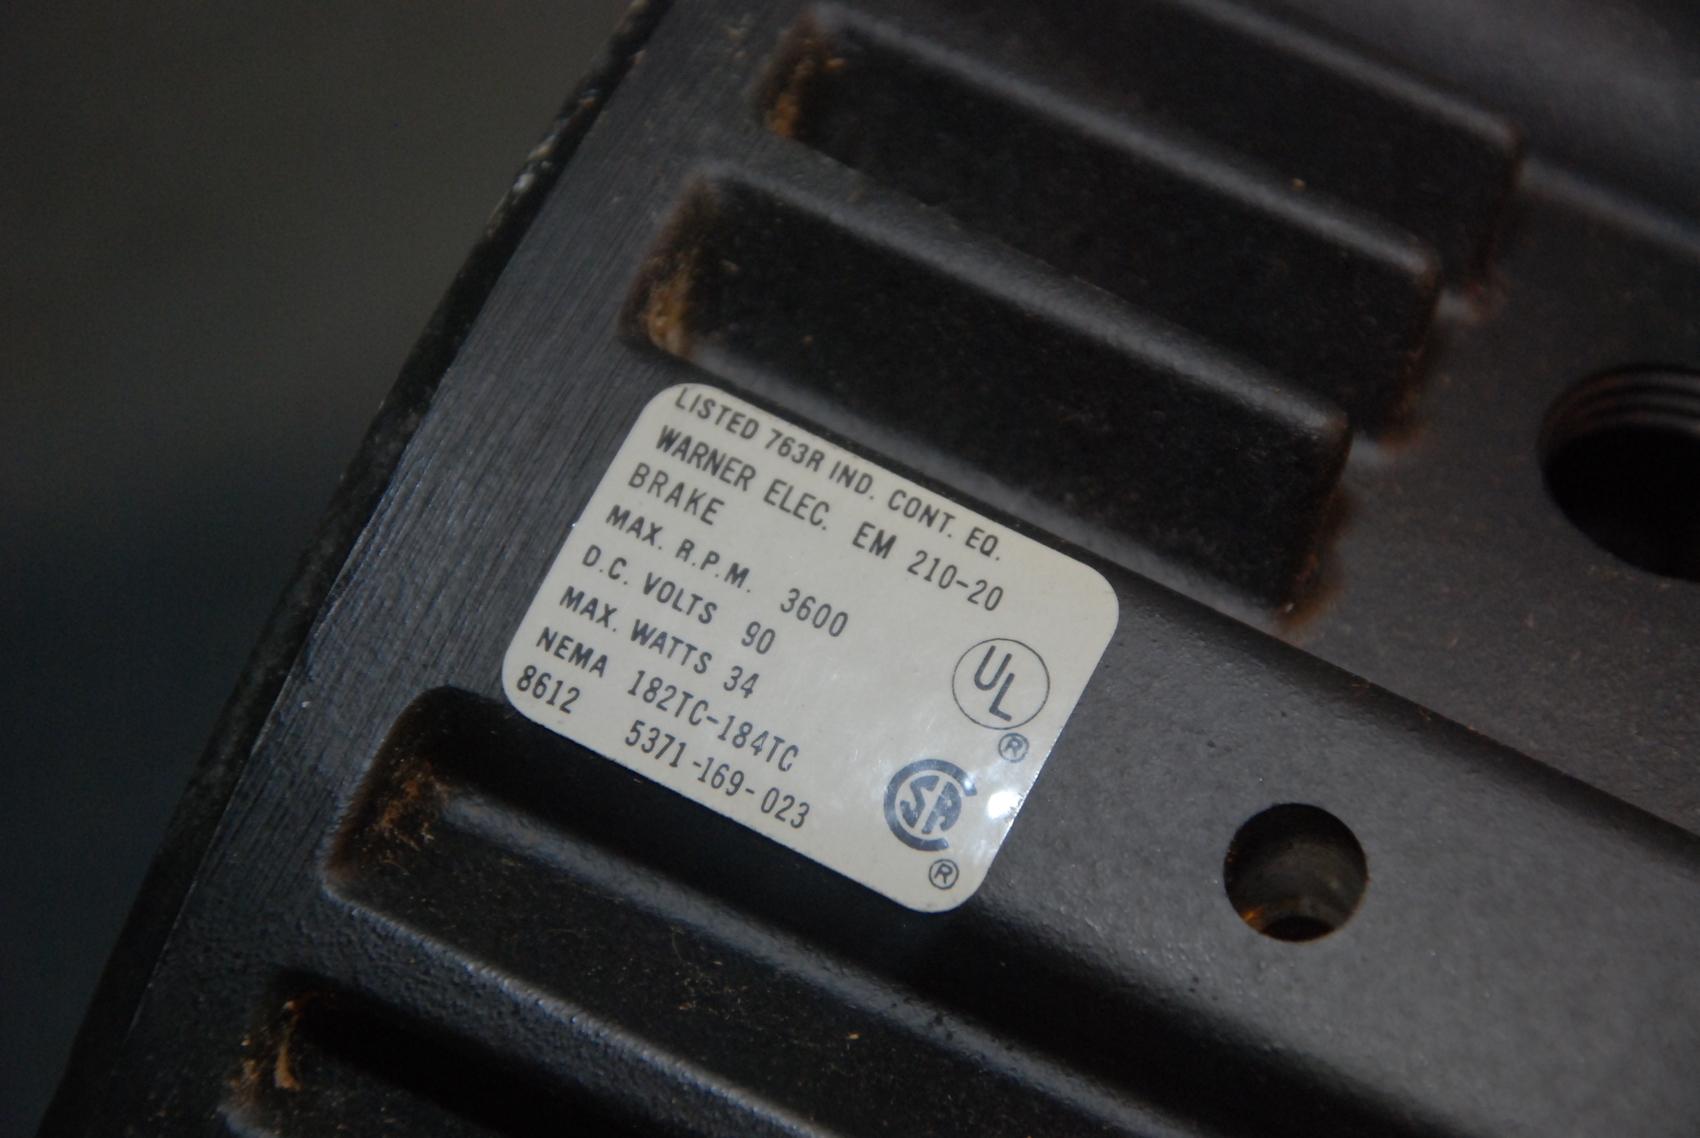 LISTED 763R IND. CONT. EQ.
WARNER ELEC. EM 210-20
BRAKE
MAX. R.P.M. 3600
D.C. VOLTS 90
MAX. WATTS 34
NEMA 182TC-184TC
8612 5371-169-023
UL
®
CSA
®